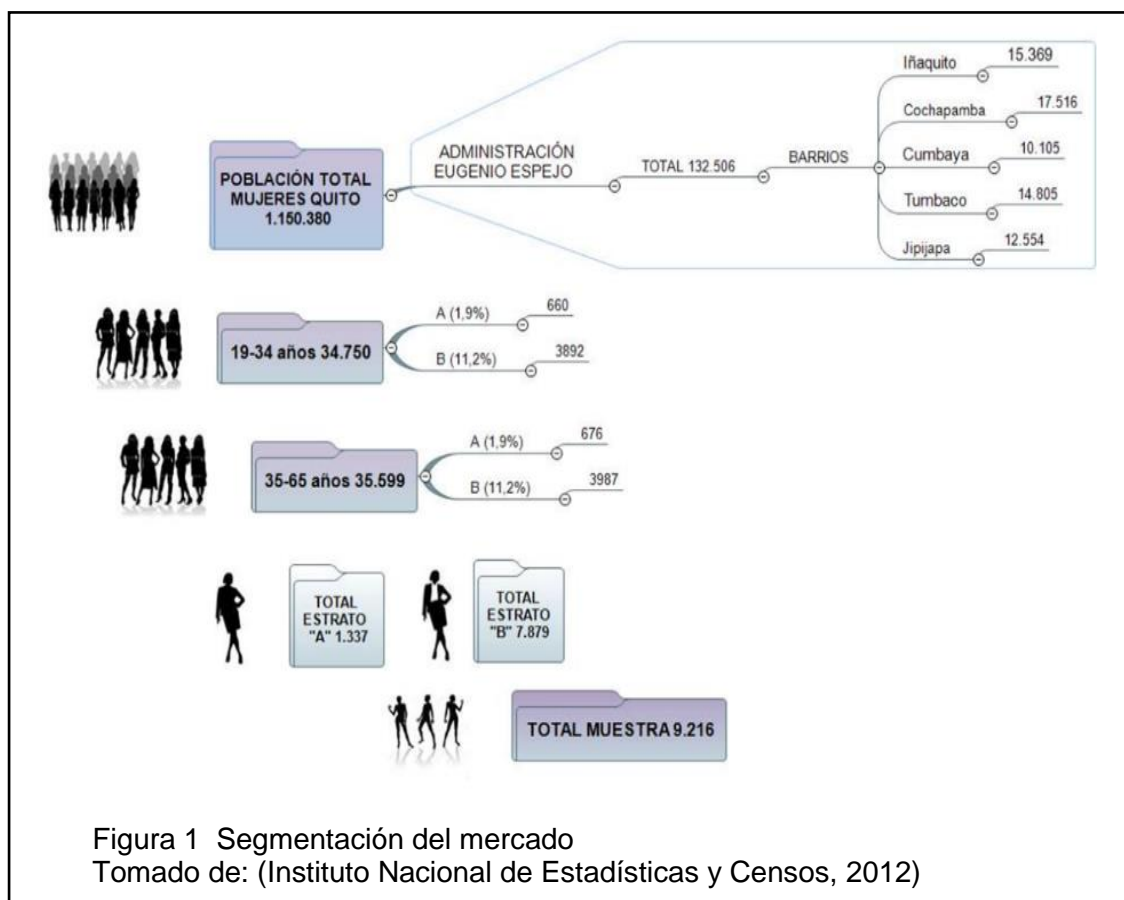 POBLACIÓN TOTAL
MUJERES QUITO
1.150.380
ADMINISTRACIÓN
EUGENIO ESPEJO
TOTAL 132.506
BARRIOS
Iñaquito 15.369
Cochapamba 17.516
Cumbaya 10.105
Tumbaco 14.805
Jipijapa 12.554
19-34 años 34.750
A (1,9%) 660
B (11,2%) 3892
35-65 años 35.599
A (1,9%) 676
B (11,2%) 3987
TOTAL
ESTRATO
"A" 1.337
TOTAL
ESTRATO
"B" 7.879
TOTAL MUESTRA 9.216
Figura 1 Segmentación del mercado
Tomado de: (Instituto Nacional de Estadísticas y Censos, 2012)